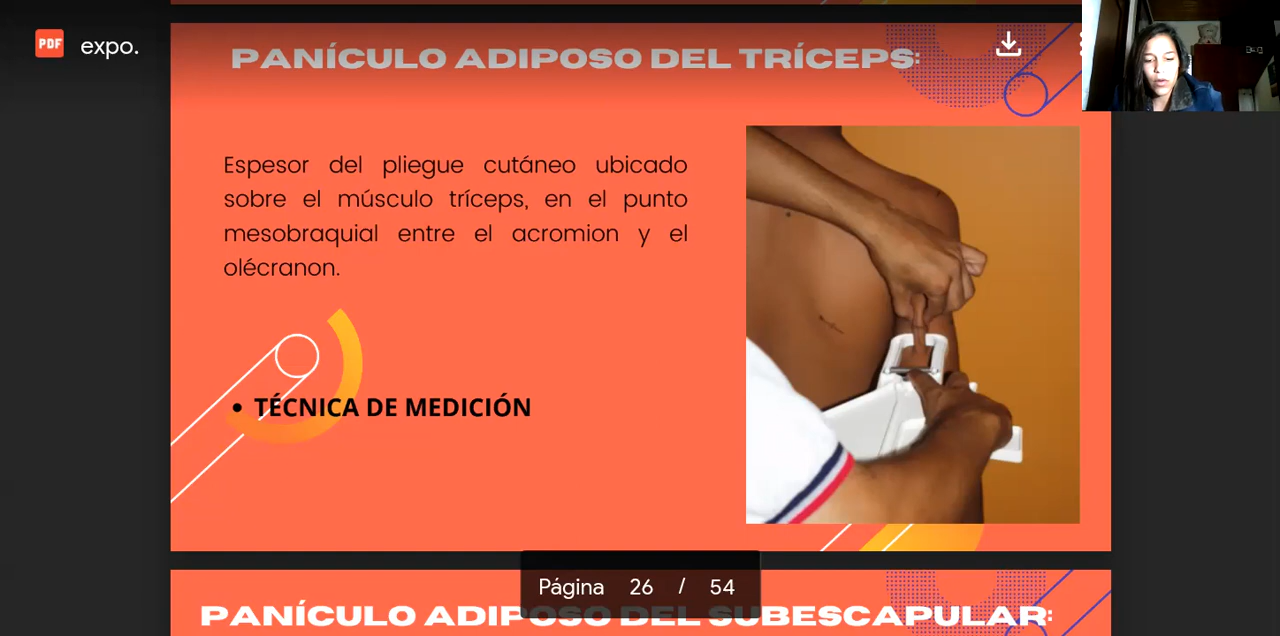 expo.
PDF
PANÍCULO ADIPOSO DEL TRÍCEPS:
Espesor del pliegue cutáneo ubicado
sobre el músculo tríceps, en el punto
mesobraquial entre el acromion y el
olécranon.
• TÉCNICA DE MEDICIÓN
Página 26 / 54
PANÍCULO ADIPOSO DEL SUBESCAPULAR: